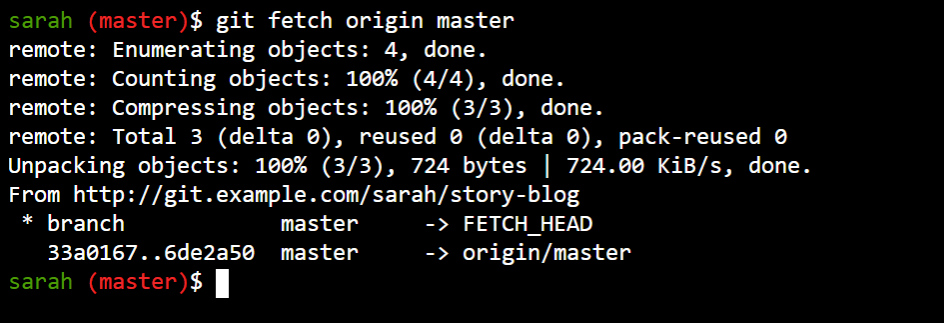 sarah (master)$ git fetch origin master
remote: Enumerating objects: 4, done.
remote: Counting objects: 100% (4/4), done.
remote: Compressing objects: 100% (3/3), done.
remote: Total 3 (delta 0), reused 0 (delta 0), pack-reused 0
Unpacking objects: 100% (3/3), 724 bytes | 724.00 KiB/s, done.
From http://git.example.com/sarah/story-blog
 * branch            master     -> FETCH_HEAD
   33a0167..6de2a50  master     -> origin/master
sarah (master)$